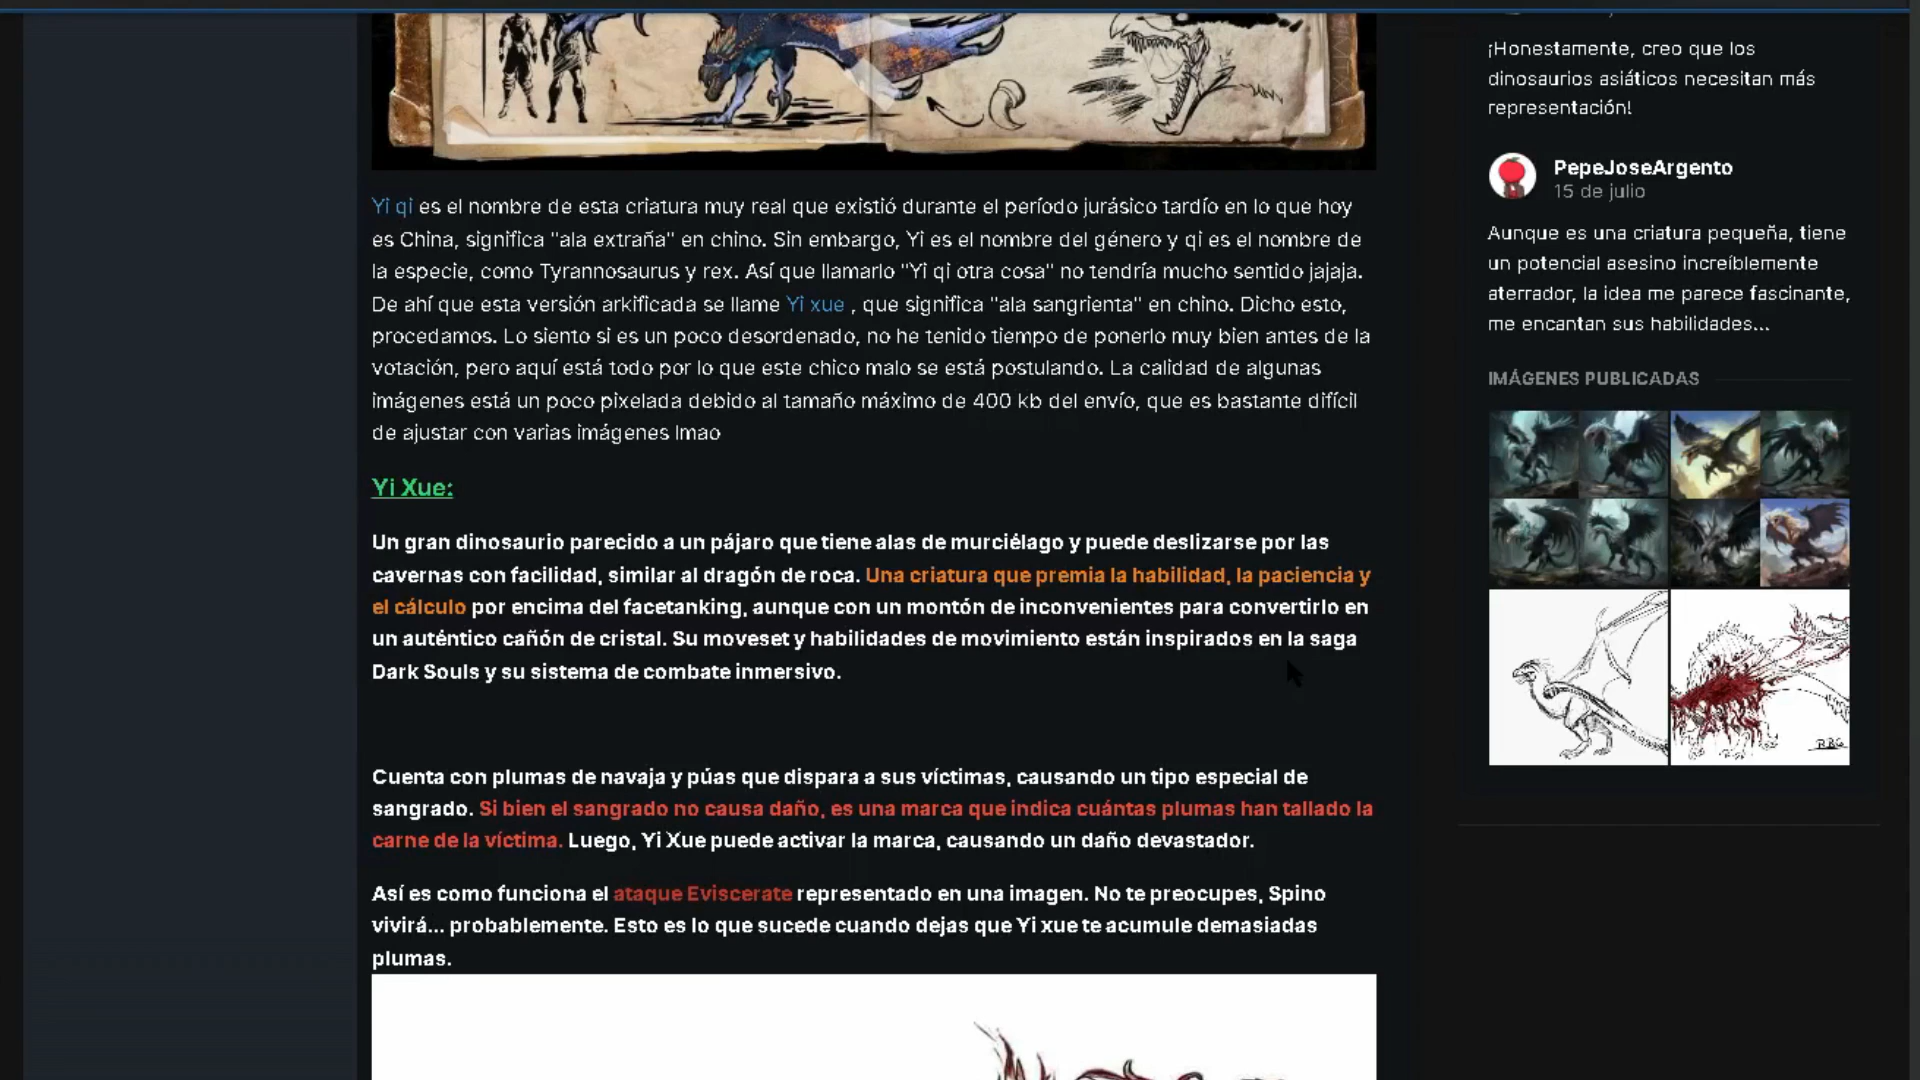 Yi qi es el nombre de esta criatura muy real que existió durante el período jurásico tardío en lo que hoy
es China, significa "ala extraña" en chino. Sin embargo, Yi es el nombre del género y qi es el nombre de
la especie, como Tyrannosaurus y rex. Así que llamarlo "Yi qi otra cosa" no tendría mucho sentido jajaja.
De ahí que esta versión arkificada se llame Yi xue , que significa "ala sangrienta" en chino. Dicho esto,
procedamos. Lo siento si es un poco desordenado, no he tenido tiempo de ponerlo muy bien antes de la
votación, pero aquí está todo por lo que este chico malo se está postulando. La calidad de algunas
imágenes está un poco pixelada debido al tamaño máximo de 400 kb del envío, que es bastante difícil
de ajustar con varias imágenes lmao
Yi Xue:
Un gran dinosaurio parecido a un pájaro que tiene alas de murciélago y puede deslizarse por las
cavernas con facilidad, similar al dragón de roca. Una criatura que premia la habilidad, la paciencia y
el cálculo por encima del facetanking, aunque con un montón de inconvenientes para convertirlo en
un auténtico cañón de cristal. Su moveset y habilidades de movimiento están inspirados en la saga
Dark Souls y su sistema de combate inmersivo.
Cuenta con plumas de navaja y púas que dispara a sus víctimas, causando un tipo especial de
sangrado. Si bien el sangrado no causa daño, es una marca que indica cuántas plumas han tallado la
carne de la víctima. Luego, Yi Xue puede activar la marca, causando un daño devastador.
Así es como funciona el ataque Eviscerate representado en una imagen. No te preocupes, Spino
vivirá... probablemente. Esto es lo que sucede cuando dejas que Yi xue te acumule demasiadas
plumas.
¡Honestamente, creo que los
dinosaurios asiáticos necesitan más
representación!
PepeJoseArgento
15 de julio
Aunque es una criatura pequeña, tiene
un potencial asesino increíblemente
aterrador, la idea me parece fascinante,
me encantan sus habilidades...
IMÁGENES PUBLICADAS
RBG